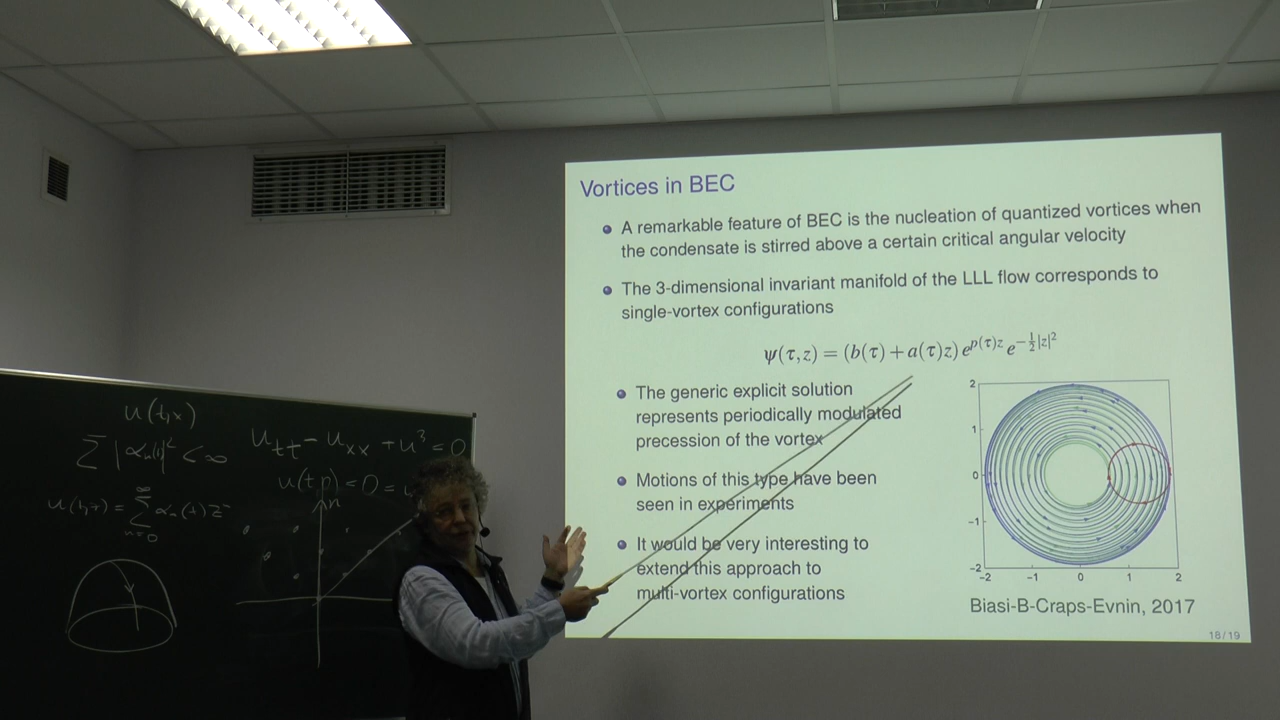 Vortices in BEC
A remarkable feature of BEC is the nucleation of quantized vortices when
the condensate is stirred above a certain critical angular velocity
The 3-dimensional invariant manifold of the LLL flow corresponds to
single-vortex configurations
ψ(τ,z) = (b(τ) + a(τ)z) e^{p(τ)z} e^{-\frac{1}{2}|z|^2}
The generic explicit solution
represents periodically modulated
precession of the vortex
Motions of this type have been
seen in experiments
It would be very interesting to
extend this approach to
multi-vortex configurations
2
1
0
−1
−2
−2 −1 0 1 2
Biasi-B-Craps-Evnin, 2017
18/19
u(t,x)
Σ|αn(t)|² < ∞
u_tt − u_xx + u³ = 0
n